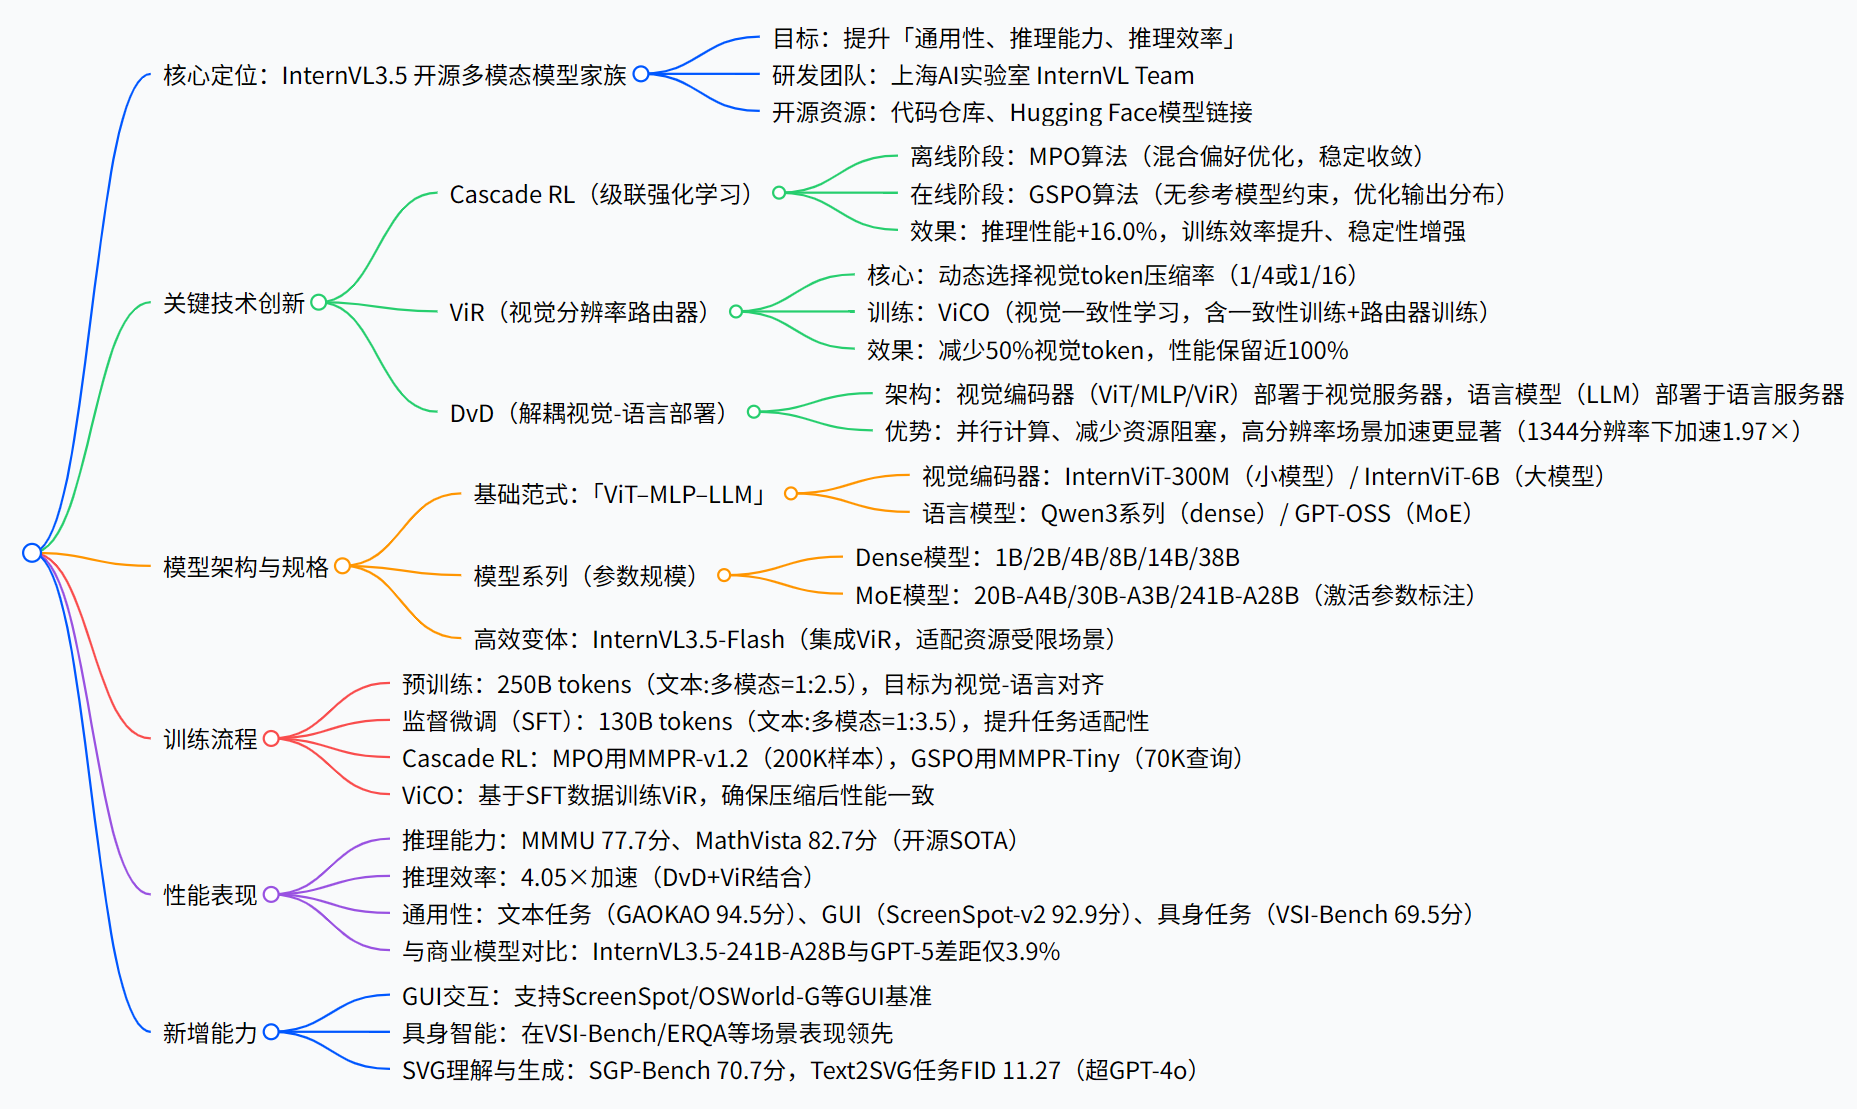 核心定位：InternVL3.5 开源多模态模型家族
目标：提升「通用性、推理能力、推理效率」
研发团队：上海AI实验室 InternVL Team
开源资源：代码仓库、Hugging Face模型链接
关键技术创新
Cascade RL（级联强化学习）
离线阶段：MPO算法（混合偏好优化，稳定收敛）
在线阶段：GSPO算法（无参考模型约束，优化输出分布）
效果：推理性能+16.0%，训练效率提升、稳定性增强
ViR（视觉分辨率路由器）
核心：动态选择视觉token压缩率（1/4或1/16）
训练：ViCO（视觉一致性学习，含一致性训练+路由器训练）
效果：减少50%视觉token，性能保留近100%
DvD（解耦视觉-语言部署）
架构：视觉编码器（ViT/MLP/ViR）部署于视觉服务器，语言模型（LLM）部署于语言服务器
优势：并行计算、减少资源阻塞，高分辨率场景加速更显著（1344分辨率下加速1.97×）
模型架构与规格
基础范式：「ViT–MLP–LLM」
视觉编码器：InternViT-300M（小模型）/ InternViT-6B（大模型）
语言模型：Qwen3系列（dense）/ GPT-OSS（MoE）
模型系列（参数规模）
Dense模型：1B/2B/4B/8B/14B/38B
MoE模型：20B-A4B/30B-A3B/241B-A28B（激活参数标注）
高效变体：InternVL3.5-Flash（集成ViR，适配资源受限场景）
训练流程
预训练：250B tokens（文本:多模态=1:2.5），目标为视觉-语言对齐
监督微调（SFT）：130B tokens（文本:多模态=1:3.5），提升任务适配性
Cascade RL：MPO用MMPR-v1.2（200K样本），GSPO用MMPR-Tiny（70K查询）
ViCO：基于SFT数据训练ViR，确保压缩后性能一致
性能表现
推理能力：MMMU 77.7分、MathVista 82.7分（开源SOTA）
推理效率：4.05×加速（DvD+ViR结合）
通用性：文本任务（GAOKAO 94.5分）、GUI（ScreenSpot-v2 92.9分）、具身任务（VSI-Bench 69.5分）
与商业模型对比：InternVL3.5-241B-A28B与GPT-5差距仅3.9%
新增能力
GUI交互：支持ScreenSpot/OSWorld-G等GUI基准
具身智能：在VSI-Bench/ERQA等场景表现领先
SVG理解与生成：SGP-Bench 70.7分，Text2SVG任务FID 11.27（超GPT-4o）